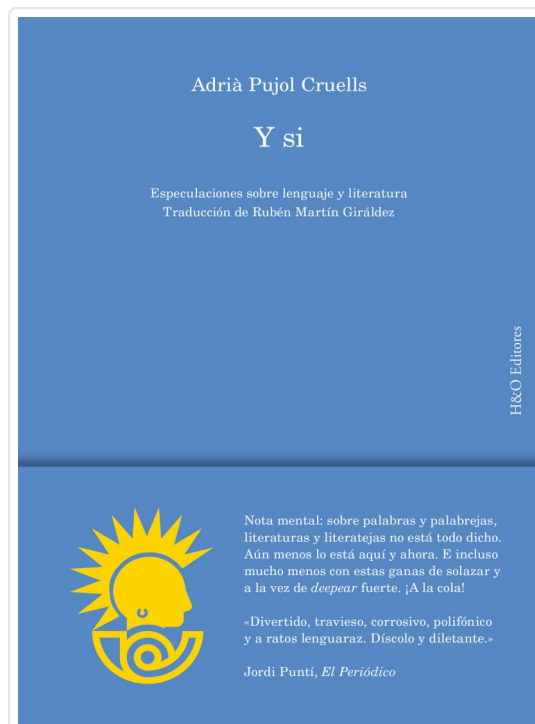 Adrià Pujol Cruells
Y si
Especulaciones sobre lenguaje y literatura
Traducción de Rubén Martín Giráldez
H&O Editores
Nota mental: sobre palabras y palabrejas,
literaturas y literatejas no está todo dicho.
Aún menos lo está aquí y ahora. E incluso
mucho menos con estas ganas de solazar y
a la vez de deepear fuerte. ¡A la cola!
«Divertido, travieso, corrosivo, polifónico
y a ratos lenguaraz. Díscolo y diletante.»
Jordi Puntí, El Periódico